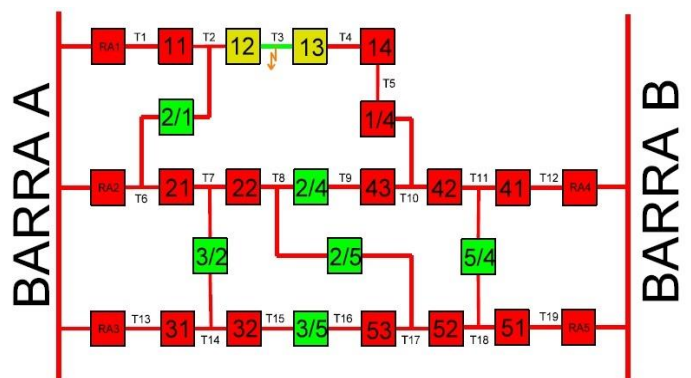 BARRA A
BARRA B
RA1 T1 11 T2 12 T3 13 T4 14
T5
2/1 1/4
RA2 T6 21 T7 22 T8 2/4 T9 43 T10 42 T11 41 T12 RA4
3/2 2/5 5/4
RA3 T13 31 T14 32 T15 3/5 T16 53 T17 52 T18 51 T19 RA5